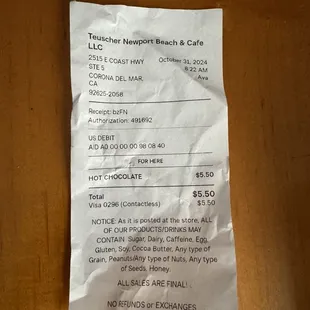 Teuscher Newport Beach & Cafe
LLC
2515 E COAST HWY October 31, 2024
STE 5 8:22 AM
CORONA DEL MAR, Ava
CA
92625-2056
Receipt: bzFN
Authorization: 491692
US DEBIT
AID A0 00 00 00 98 08 40
FOR HERE
HOT CHOCOLATE $5.50
Total $5.50
Visa 0296 (Contactless) $5.50
NOTICE: As it is posted at the store, ALL
OF OUR PRODUCTS/DRINKS MAY
CONTAIN Sugar, Dairy, Caffeine, Egg
Gluten, Soy, Cocoa Butter, Any type of
Grain, Peanuts/Any type of Nuts, Any type
of Seeds, Honey.
ALL SALES ARE FINAL!
NO REFUNDS or EXCHANGES